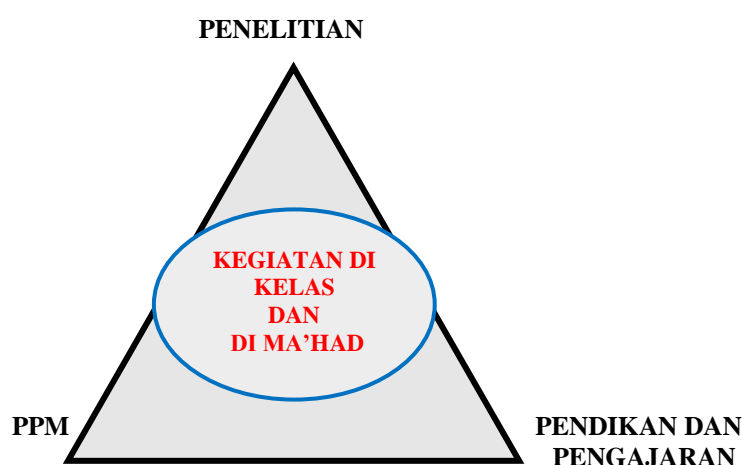 PENELITIAN
KEGIATAN DI
KELAS
DAN
DI MA’HAD
PPM
PENDIKAN DAN
PENGAJARAN